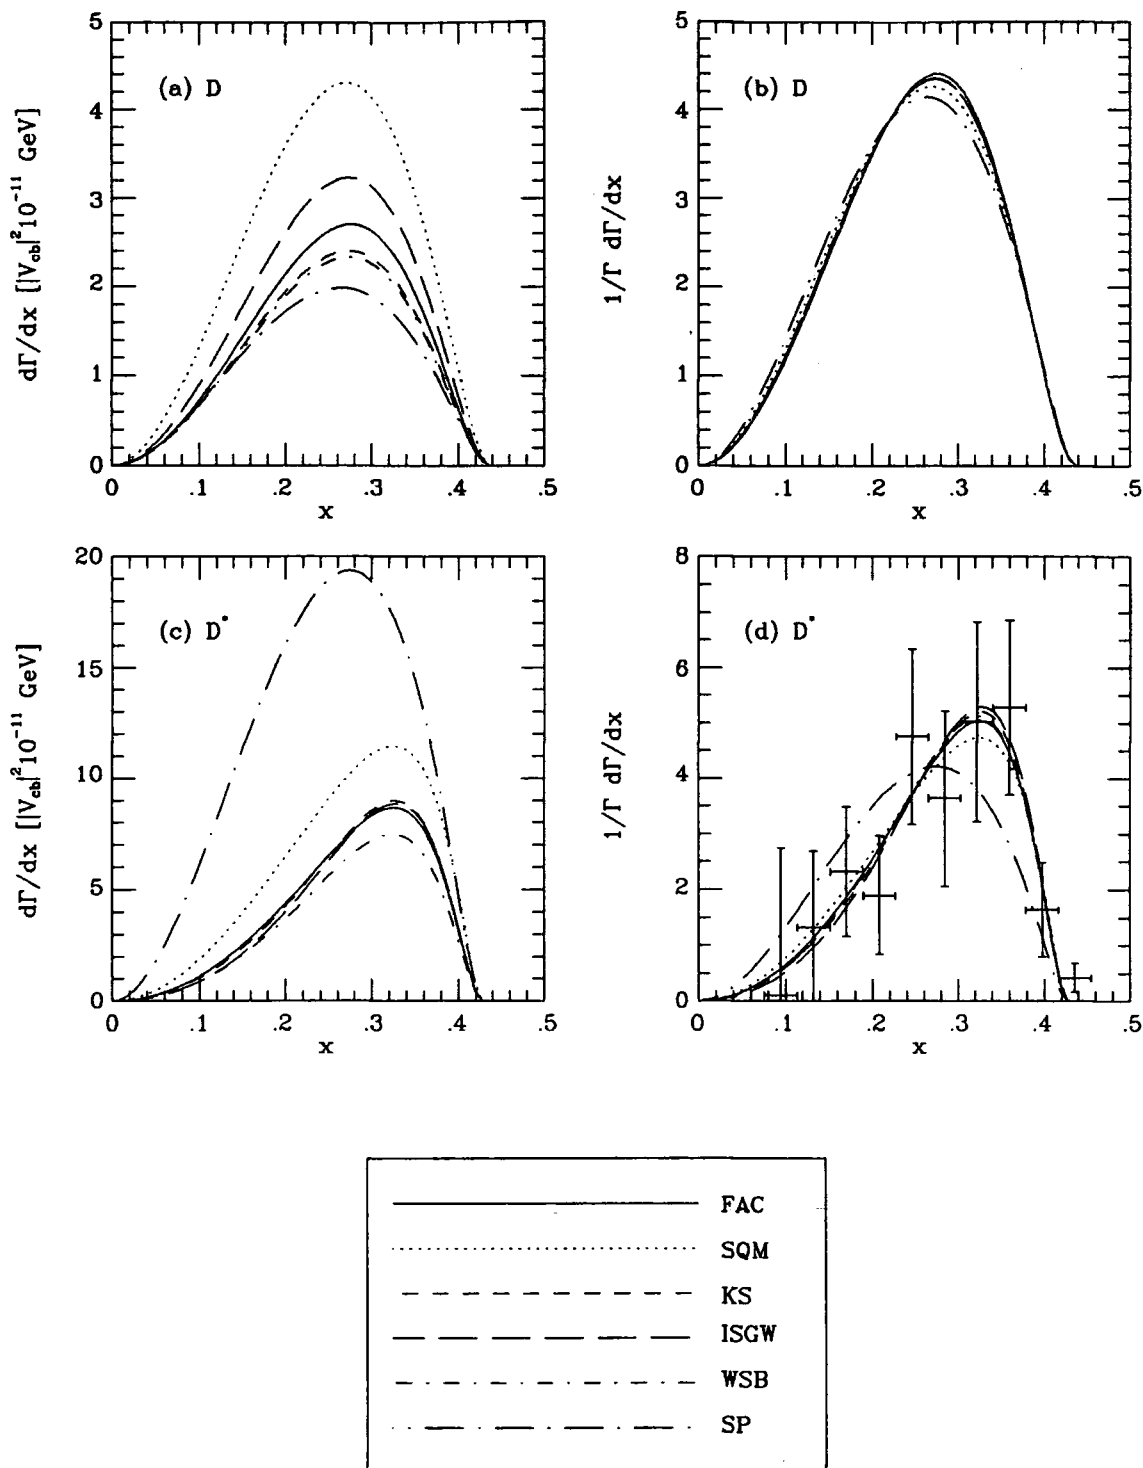 5
4
3
2
1
0
(a) D
dΓ/dx [|V_cb|² 10⁻¹¹ GeV]
0 .1 .2 .3 .4 .5
x
5
4
3
2
1
0
(b) D
1/Γ dΓ/dx
0 .1 .2 .3 .4 .5
x
20
15
10
5
0
(c) D*
dΓ/dx [|V_cb|² 10⁻¹¹ GeV]
0 .1 .2 .3 .4 .5
x
8
6
4
2
0
(d) D*
1/Γ dΓ/dx
0 .1 .2 .3 .4 .5
x
FAC
SQM
KS
ISGW
WSB
SP